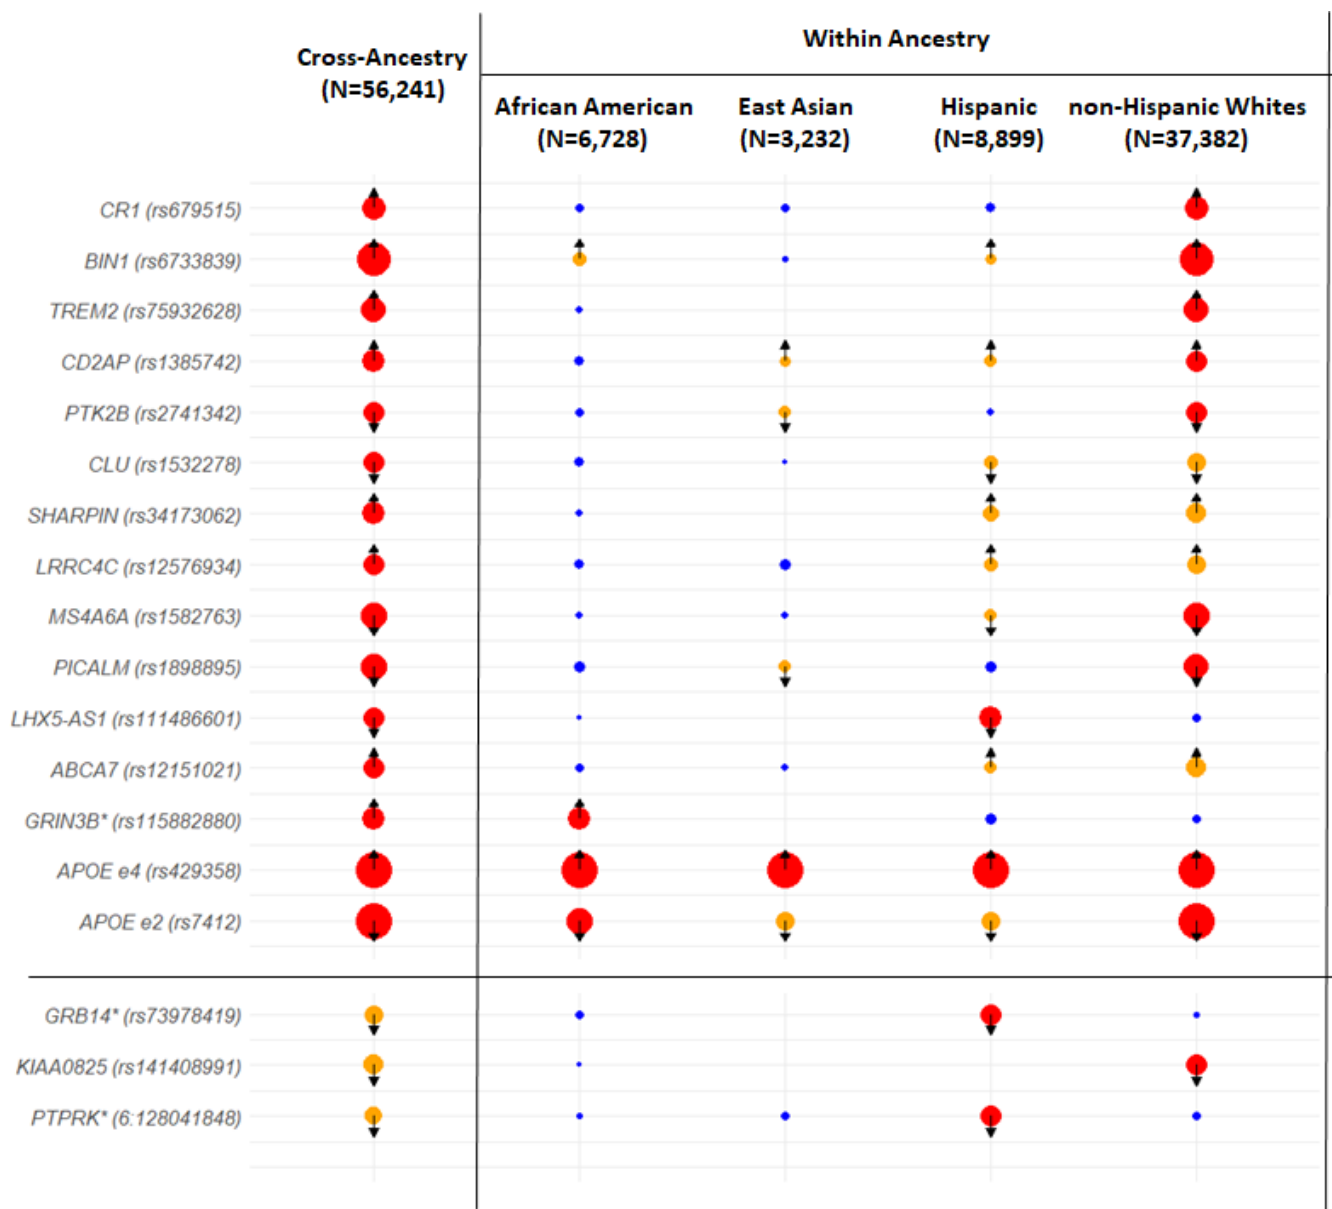 Cross-Ancestry
(N=56,241)
Within Ancestry
African American
(N=6,728)
East Asian
(N=3,232)
Hispanic
(N=8,899)
non-Hispanic Whites
(N=37,382)
CR1 (rs679515)
BIN1 (rs6733839)
TREM2 (rs75932628)
CD2AP (rs1385742)
PTK2B (rs2741342)
CLU (rs1532278)
SHARPIN (rs34173062)
LRRC4C (rs12576934)
MS4A6A (rs1582763)
PICALM (rs1898895)
LHX5-AS1 (rs111486601)
ABCA7 (rs12151021)
GRIN3B* (rs115882880)
APOE e4 (rs429358)
APOE e2 (rs7412)
GRB14* (rs73978419)
KIAA0825 (rs141408991)
PTPRK* (6:128041848)